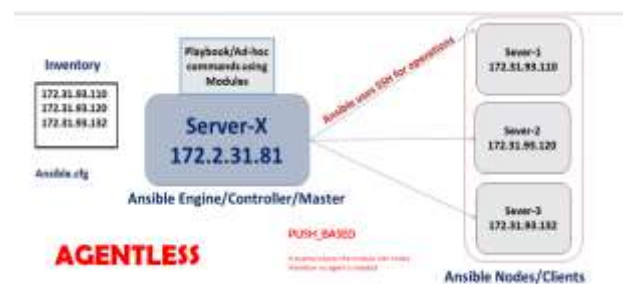 Playbook/Ad-hoc
commands using
Modules
Inventory
172.31.93.110
172.31.93.120
172.31.93.132
Ansible.cfg
Server-X
172.2.31.81
Ansible Engine/Controller/Master
Ansible uses SSH for operations
Sever-1
172.31.93.110
Sever-2
172.31.93.120
Sever-3
172.31.93.132
Ansible Nodes/Clients
AGENTLESS
PUSH_BASED